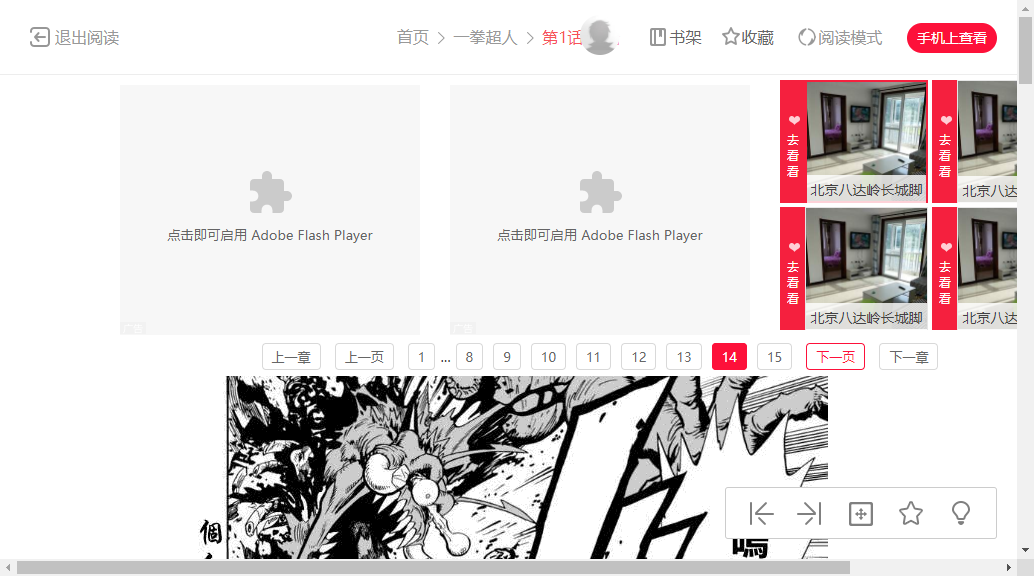 退出阅读
首页 > 一拳超人 > 第1话
书架
收藏
阅读模式
手机上查看
点击即可启用 Adobe Flash Player
点击即可启用 Adobe Flash Player
去看看
北京八达岭长城脚
去看看
北京八达
去看看
北京八达岭长城脚
去看看
北京八达
上一章 上一页 1 ... 8 9 10 11 12 13 14 15 下一页 下一章
個
鳴